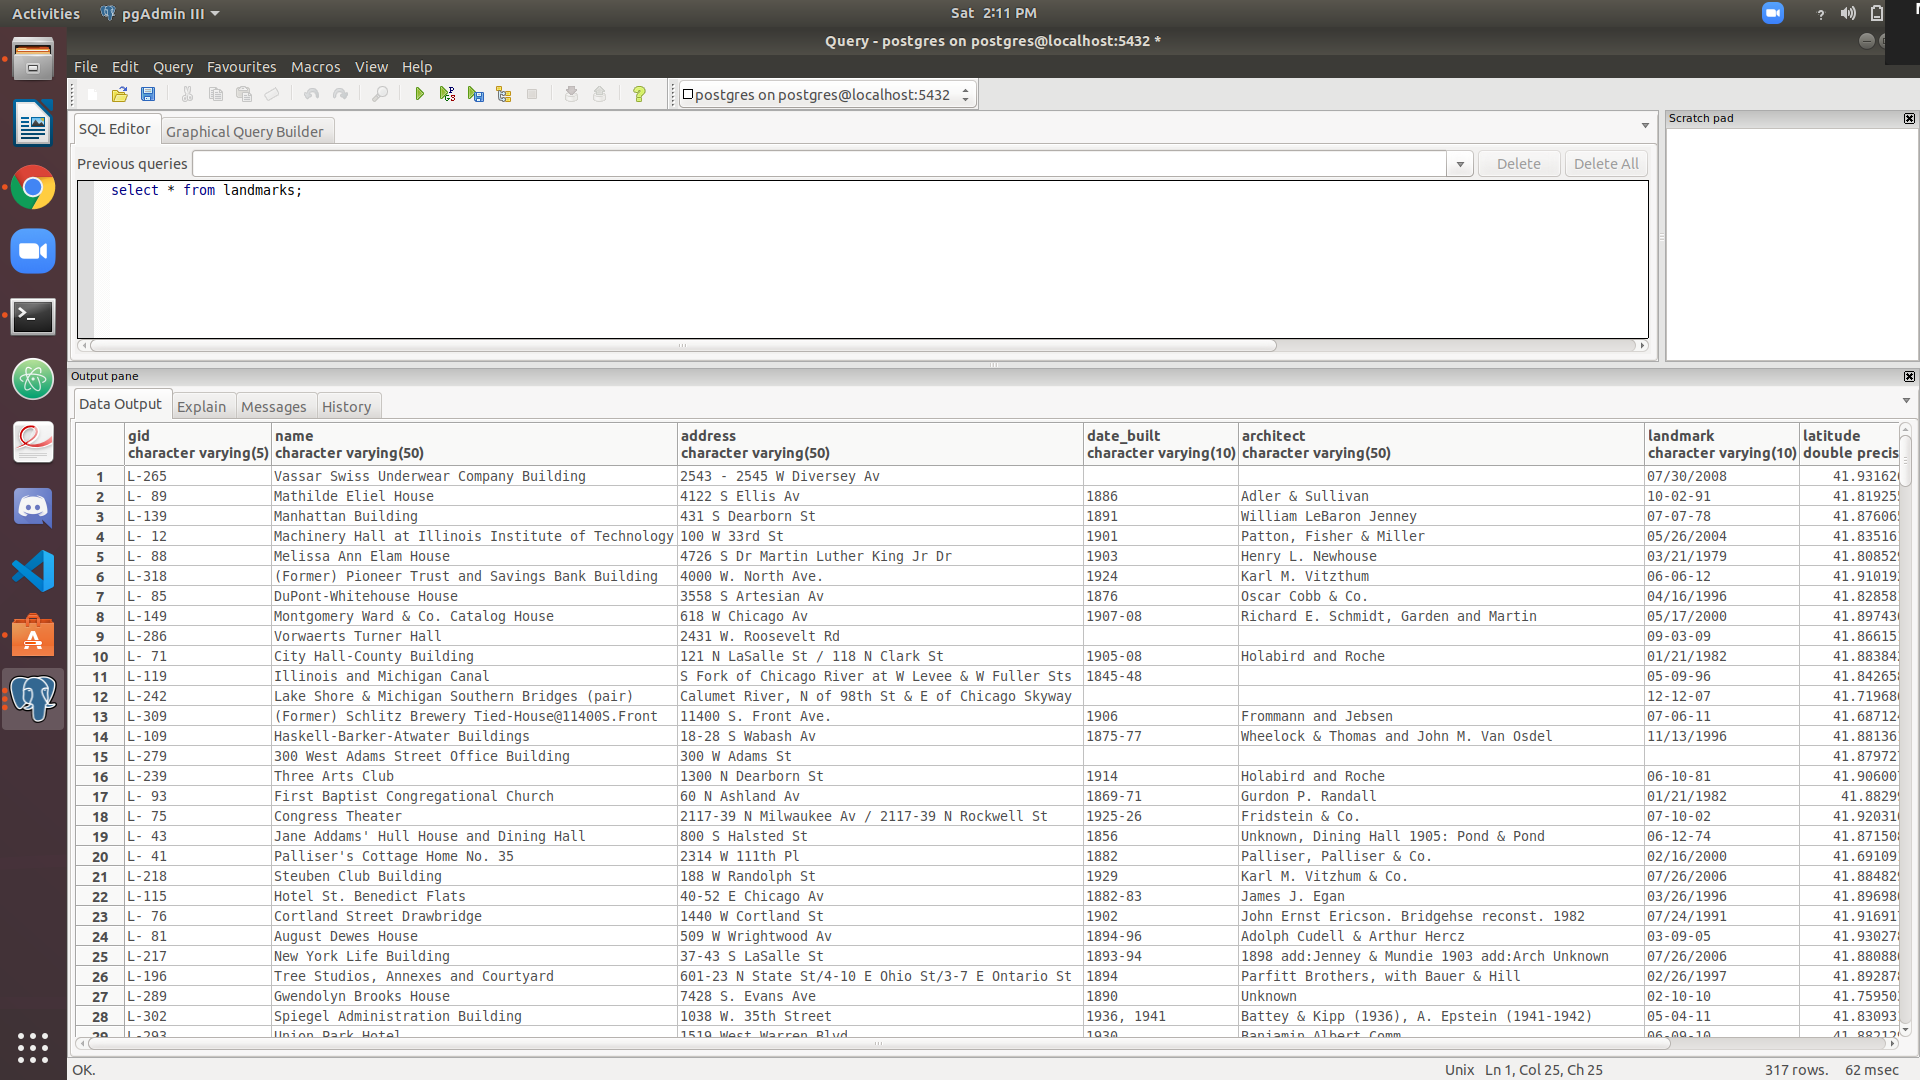 Activities pgAdmin III Sat 2:11 PM ?
Query - postgres on postgres@localhost:5432 *
File Edit Query Favourites Macros View Help
postgres on postgres@localhost:5432
SQL Editor Graphical Query Builder Scratch pad
Previous queries Delete Delete All
select * from landmarks;
Output pane
Data Output Explain Messages History
gid name address date_built architect landmark latitude
character varying(5) character varying(50) character varying(50) character varying(10) character varying(50) character varying(10) double precis
1 L-265 Vassar Swiss Underwear Company Building 2543 - 2545 W Diversey Av 07/30/2008 41.93162
2 L- 89 Mathilde Eliel House 4122 S Ellis Av 1886 Adler & Sullivan 10-02-91 41.81925
3 L-139 Manhattan Building 431 S Dearborn St 1891 William LeBaron Jenney 07-07-78 41.87606
4 L- 12 Machinery Hall at Illinois Institute of Technology 100 W 33rd St 1901 Patton, Fisher & Miller 05/26/2004 41.83516
5 L- 88 Melissa Ann Elam House 4726 S Dr Martin Luther King Jr Dr 1903 Henry L. Newhouse 03/21/1979 41.80852
6 L-318 (Former) Pioneer Trust and Savings Bank Building 4000 W. North Ave. 1924 Karl M. Vitzthum 06-06-12 41.91019
7 L- 85 DuPont-Whitehouse House 3558 S Artesian Av 1876 Oscar Cobb & Co. 04/16/1996 41.82858
8 L-149 Montgomery Ward & Co. Catalog House 618 W Chicago Av 1907-08 Richard E. Schmidt, Garden and Martin 05/17/2000 41.89743
9 L-286 Vorwaerts Turner Hall 2431 W. Roosevelt Rd 09-03-09 41.86615
10 L- 71 City Hall-County Building 121 N LaSalle St / 118 N Clark St 1905-08 Holabird and Roche 01/21/1982 41.88384
11 L-119 Illinois and Michigan Canal S Fork of Chicago River at W Levee & W Fuller Sts 1845-48 05-09-96 41.84265
12 L-242 Lake Shore & Michigan Southern Bridges (pair) Calumet River, N of 98th St & E of Chicago Skyway 12-12-07 41.71968
13 L-309 (Former) Schlitz Brewery Tied-House@11400S.Front 11400 S. Front Ave. 1906 Frommann and Jebsen 07-06-11 41.68712
14 L-109 Haskell-Barker-Atwater Buildings 18-28 S Wabash Av 1875-77 Wheelock & Thomas and John M. Van Osdel 11/13/1996 41.88136
15 L-279 300 West Adams Street Office Building 300 W Adams St 41.87972
16 L-239 Three Arts Club 1300 N Dearborn St 1914 Holabird and Roche 06-10-81 41.90600
17 L- 93 First Baptist Congregational Church 60 N Ashland Av 1869-71 Gurdon P. Randall 01/21/1982 41.8829
18 L- 75 Congress Theater 2117-39 N Milwaukee Av / 2117-39 N Rockwell St 1925-26 Fridstein & Co. 07-10-02 41.92031
19 L- 43 Jane Addams' Hull House and Dining Hall 800 S Halsted St 1856 Unknown, Dining Hall 1905: Pond & Pond 06-12-74 41.87150
20 L- 41 Palliser's Cottage Home No. 35 2314 W 111th Pl 1882 Palliser, Palliser & Co. 02/16/2000 41.69109
21 L-218 Steuben Club Building 188 W Randolph St 1929 Karl M. Vitzhum & Co. 07/26/2006 41.88482
22 L-115 Hotel St. Benedict Flats 40-52 E Chicago Av 1882-83 James J. Egan 03/26/1996 41.89698
23 L- 76 Cortland Street Drawbridge 1440 W Cortland St 1902 John Ernst Ericson. Bridgehse reconst. 1982 07/24/1991 41.91691
24 L- 81 August Dewes House 509 W Wrightwood Av 1894-96 Adolph Cudell & Arthur Hercz 03-09-05 41.93027
25 L-217 New York Life Building 37-43 S LaSalle St 1893-94 1898 add:Jenney & Mundie 1903 add:Arch Unknown 07/26/2006 41.88088
26 L-196 Tree Studios, Annexes and Courtyard 601-23 N State St/4-10 E Ohio St/3-7 E Ontario St 1894 Parfitt Brothers, with Bauer & Hill 02/26/1997 41.89287
27 L-289 Gwendolyn Brooks House 7428 S. Evans Ave 1890 Unknown 02-10-10 41.75950
28 L-302 Spiegel Administration Building 1038 W. 35th Street 1936, 1941 Battey & Kipp (1936), A. Epstein (1941-1942) 05-04-11 41.83093
29 L-293 Union Park Hotel 1519 West Warren Blvd 1930 Benjamin Albert Comm 06-09-10 41.88212
OK. Unix Ln 1, Col 25, Ch 25 317 rows. 62 msec